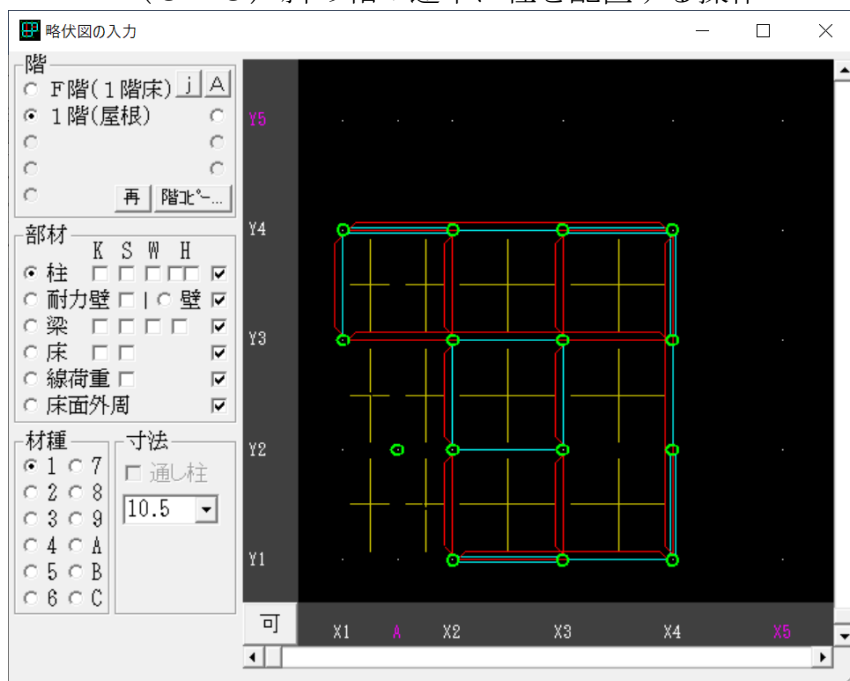 略伏図の入力
階
F階(1階床) j A
1階(屋根)
再 階ｺﾋﾟｰ...
部材
K S W H
柱
耐力壁 | 壁
梁
床
線荷重
床面外周
材種
1 7
2 8
3 9
4 A
5 B
6 C
寸法
通し柱
10.5
Y5
Y4
Y3
Y2
Y1
可
X1 A X2 X3 X4 X5